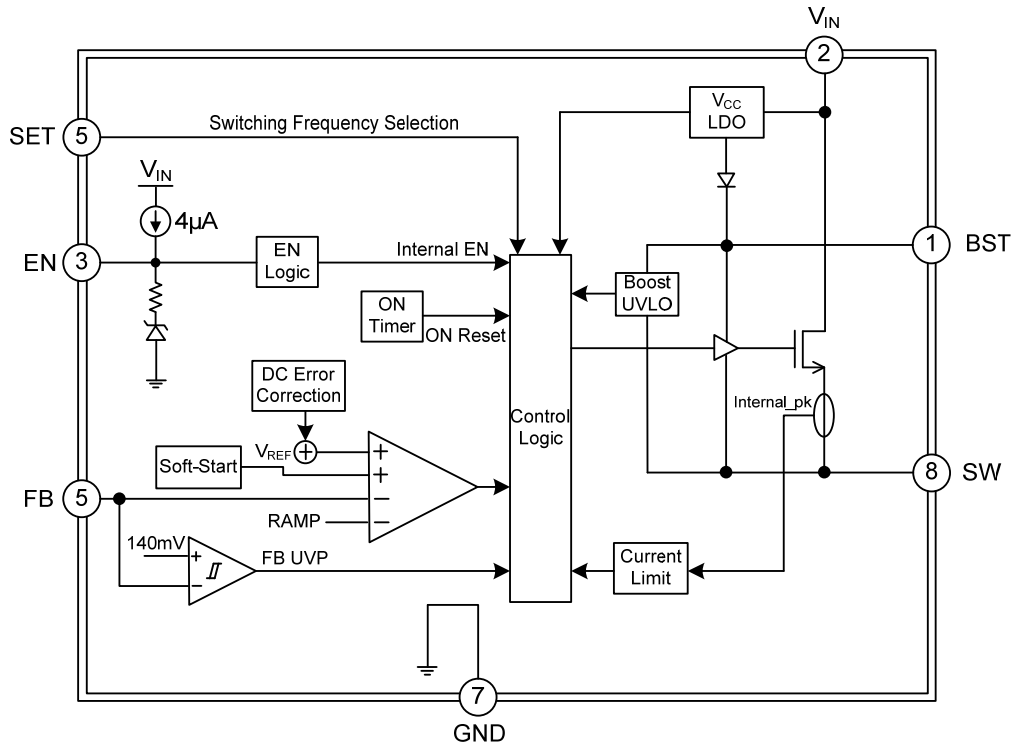 VIN
2
VCC
LDO
SET
5
Switching Frequency Selection
VIN
4µA
EN
3
EN
Logic
Internal EN
1
BST
Boost
UVLO
ON
Timer
ON Reset
DC Error
Correction
Internal_pk
Control
Logic
VREF
+
+
Soft-Start
+
8
SW
FB
5
−
RAMP
−
140mV
+
FB UVP
−
Current
Limit
7
GND